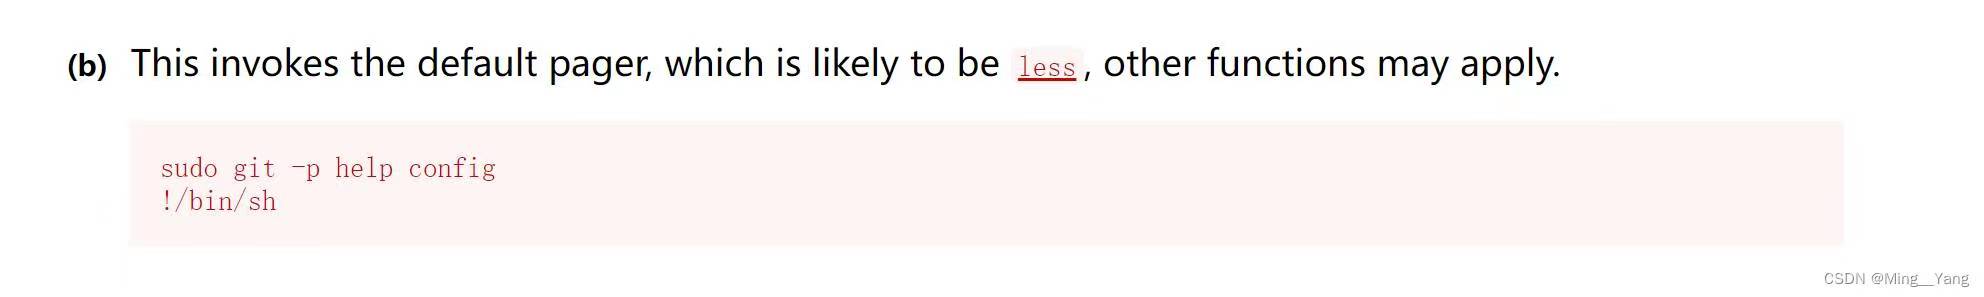 (b) This invokes the default pager, which is likely to be less, other functions may apply.
sudo git -p help config
!/bin/sh
CSDN @Ming__Yang